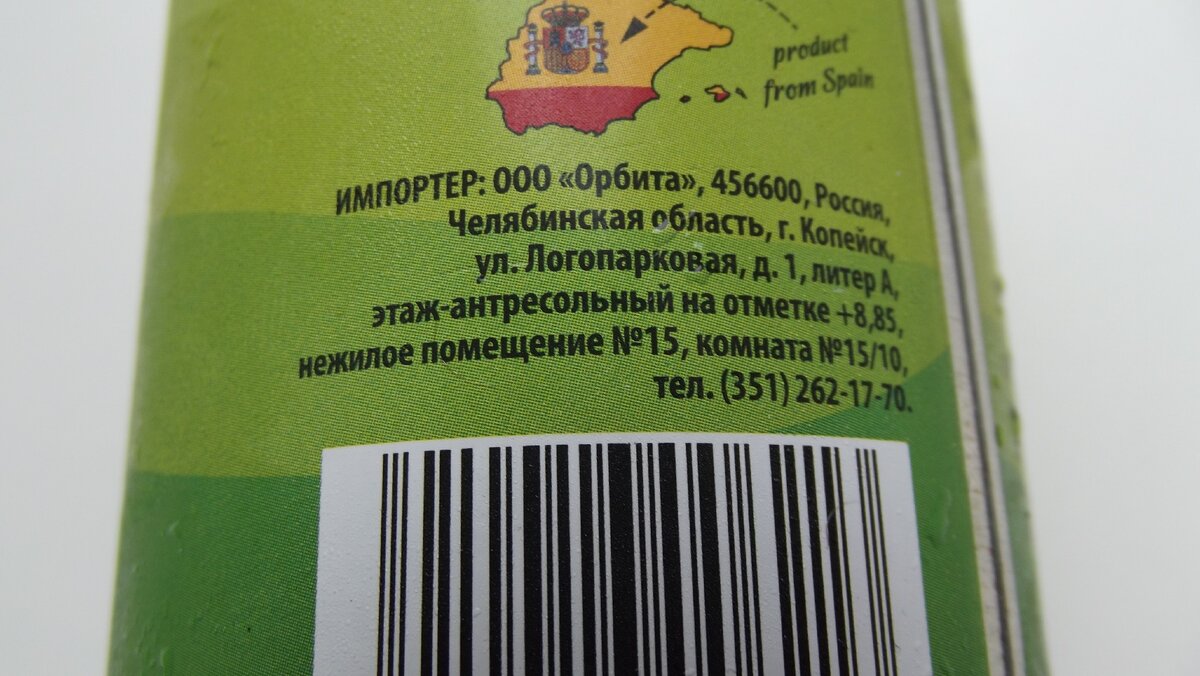 product
from Spain
ИМПОРТЕР: ООО «Орбита», 456600, Россия,
Челябинская область, г. Копейск,
ул. Логопарковая, д. 1, литер А,
этаж-антресольный на отметке +8,85,
нежилое помещение №15, комната №15/10,
тел. (351) 262-17-70.